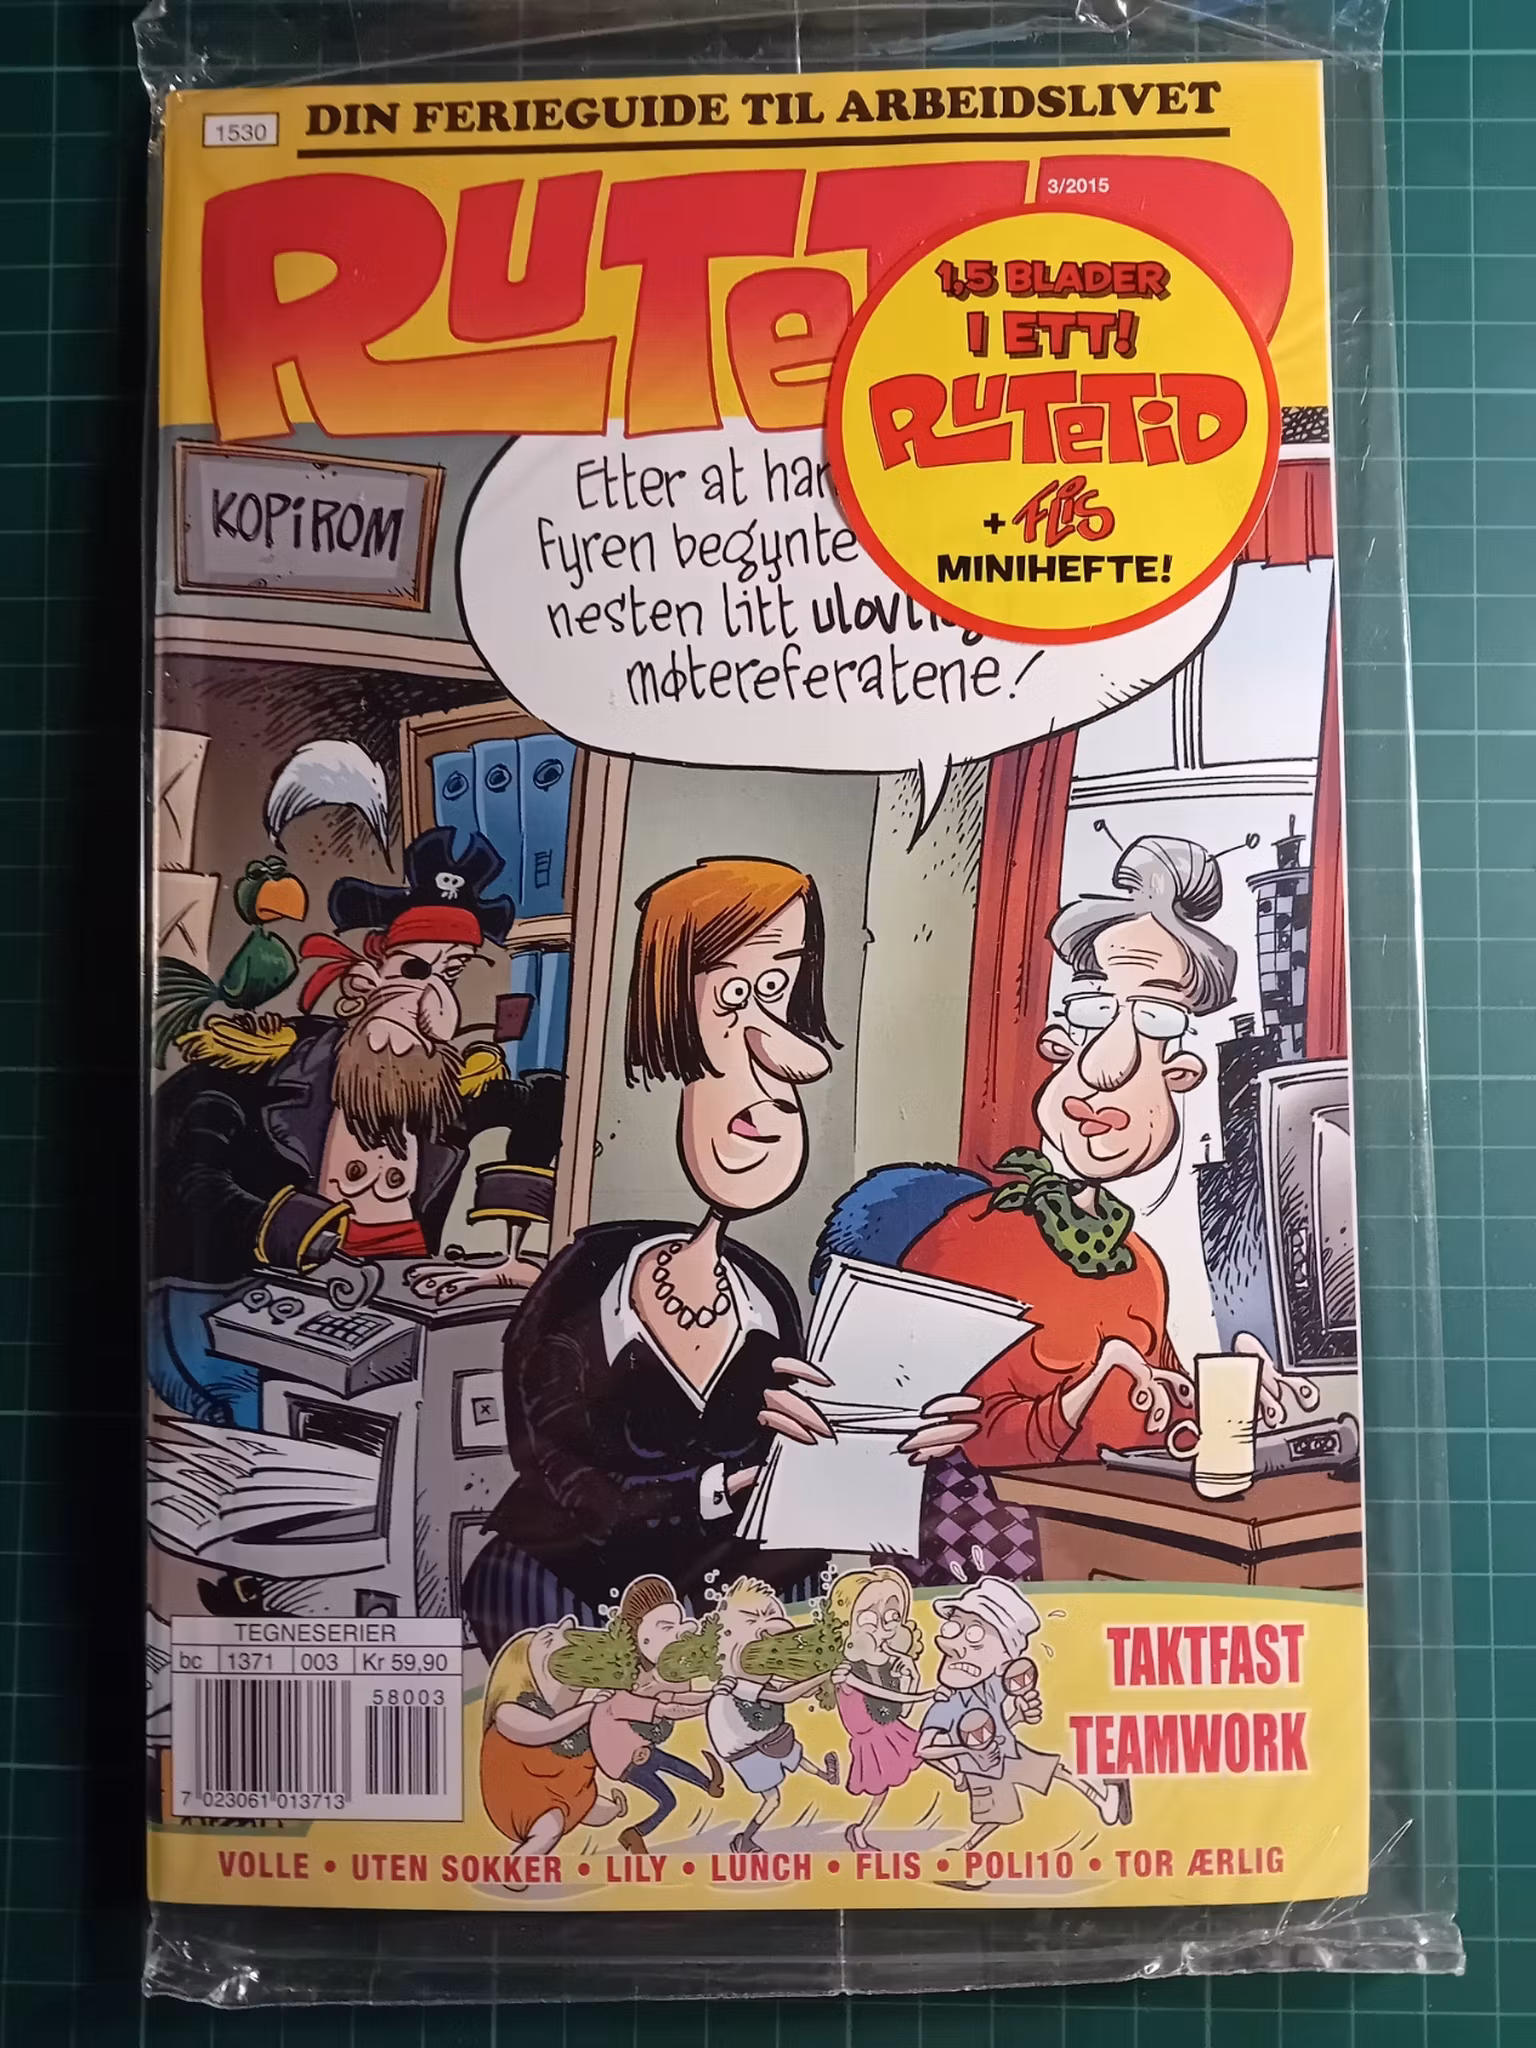 DIN FERIEGUIDE TIL ARBEIDSLIVET
1530
3/2015
1,5 BLADER
I ETT!
RUTETID
+ FLIS
MINIHEFTE!
KOPIROM
Etter at han
fyren begynte
nesten litt
møtereferatene!
TAKTFAST
TEAMWORK
TEGNESERIER
bc 1371 003 Kr 59,90
58003
7 023061 013713
VOLLE • UTEN SOKKER • LILY • LUNCH • FLIS • POLI10 • TOR ÆRLIG